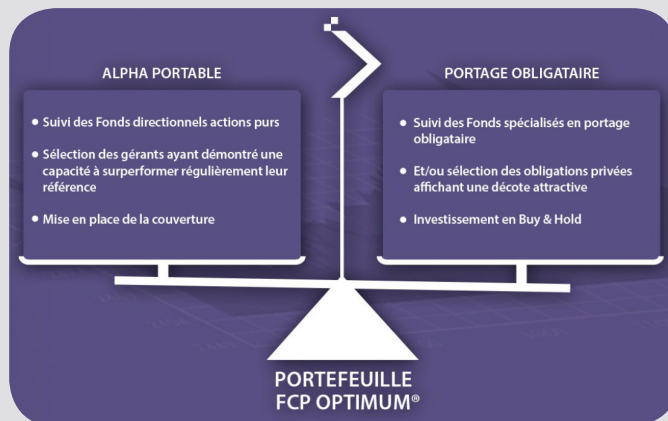 ALPHA PORTABLE
● Suivi des Fonds directionnels actions purs
● Sélection des gérants ayant démontré une
capacité à surperformer régulièrement leur
référence
● Mise en place de la couverture
PORTAGE OBLIGATAIRE
● Suivi des Fonds spécialisés en portage
obligataire
● Et/ou sélection des obligations privées
affichant une décote attractive
● Investissement en Buy & Hold
PORTEFEUILLE
FCP OPTIMUM®